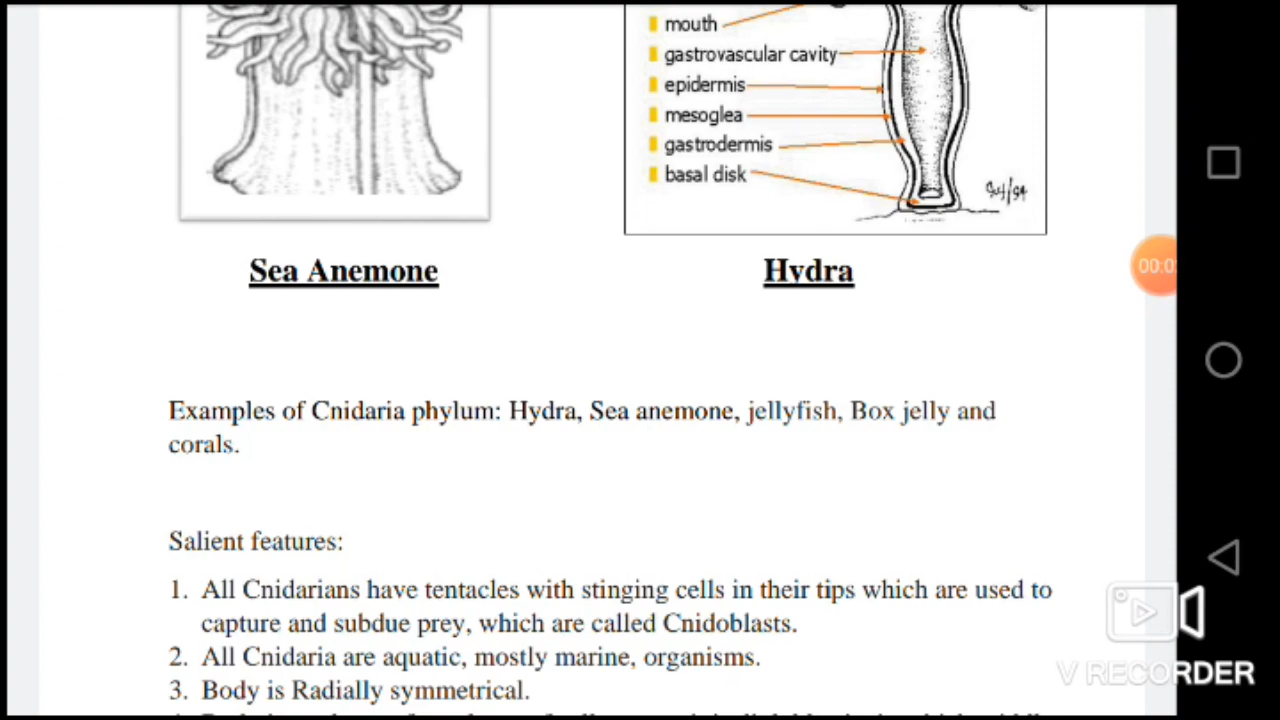 mouth
gastrovascular cavity
epidermis
mesoglea
gastrodermis
basal disk
Sea Anemone
Hydra
00:0
Examples of Cnidaria phylum: Hydra, Sea anemone, jellyfish, Box jelly and
corals.
Salient features:
1. All Cnidarians have tentacles with stinging cells in their tips which are used to
capture and subdue prey, which are called Cnidoblasts.
2. All Cnidaria are aquatic, mostly marine, organisms.
3. Body is Radially symmetrical.
V RECORDER